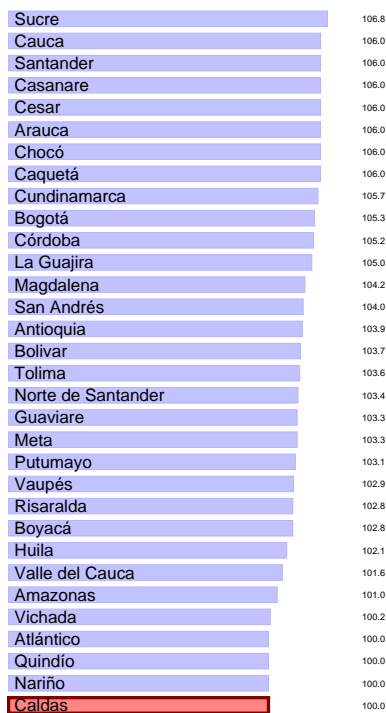 Sucre 106.8
Cauca 106.0
Santander 106.0
Casanare 106.0
Cesar 106.0
Arauca 106.0
Chocó 106.0
Caquetá 106.0
Cundinamarca 105.7
Bogotá 105.3
Córdoba 105.2
La Guajira 105.0
Magdalena 104.2
San Andrés 104.0
Antioquia 103.9
Bolivar 103.7
Tolima 103.6
Norte de Santander 103.4
Guaviare 103.3
Meta 103.3
Putumayo 103.1
Vaupés 102.9
Risaralda 102.8
Boyacá 102.8
Huila 102.1
Valle del Cauca 101.6
Amazonas 101.0
Vichada 100.2
Atlántico 100.0
Quindío 100.0
Nariño 100.0
Caldas 100.0